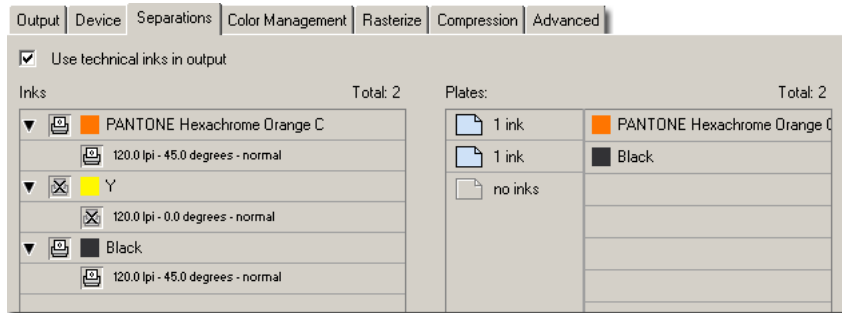 Output Device Separations Color Management Rasterize Compression Advanced
Use technical inks in output
Inks Total: 2 Plates: Total: 2
PANTONE Hexachrome Orange C 1 ink PANTONE Hexachrome Orange
120.0 lpi - 45.0 degrees - normal 1 ink Black
Y no inks
120.0 lpi - 0.0 degrees - normal
Black
120.0 lpi - 45.0 degrees - normal